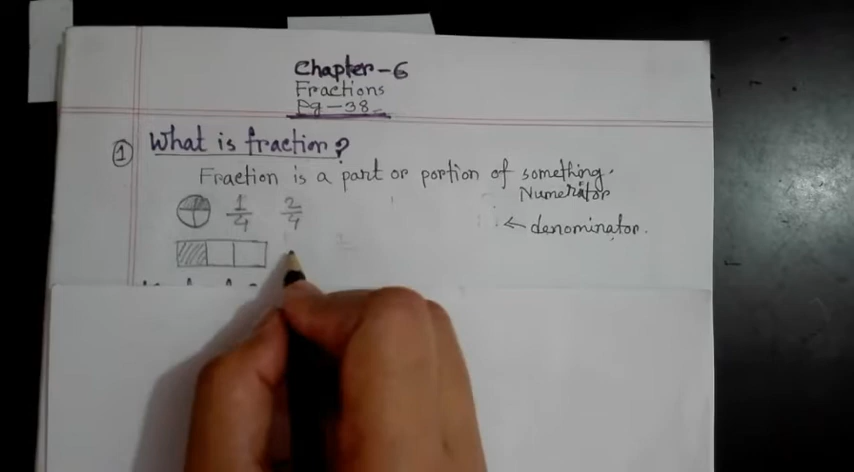 Chapter-6
Fractions
Pg-38
① What is fraction?
Fraction is a part or portion of something.
Numerator
1/4 2/4
← denominator.